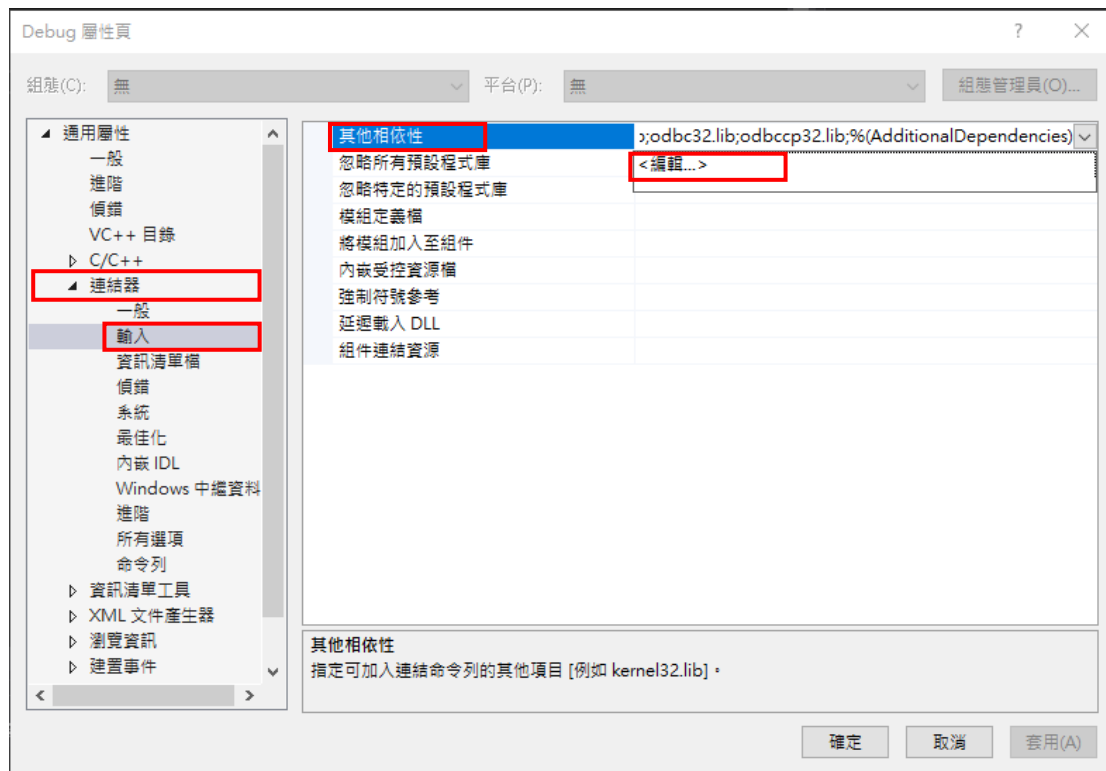 Debug 屬性頁
?
組態(C): 無 平台(P): 無 組態管理員(O)...
通用屬性
一般
進階
偵錯
VC++ 目錄
C/C++
連結器
一般
輸入
資訊清單檔
偵錯
系統
最佳化
內嵌 IDL
Windows 中繼資料
進階
所有選項
命令列
資訊清單工具
XML 文件產生器
瀏覽資訊
建置事件
其他相依性 ;odbc32.lib;odbccp32.lib;%(AdditionalDependencies)
忽略所有預設程式庫 <編輯...>
忽略特定的預設程式庫
模組定義檔
將模組加入至組件
內嵌受控資源檔
強制符號參考
延遲載入 DLL
組件連結資源
其他相依性
指定可加入連結命令列的其他項目 [例如 kernel32.lib]。
確定 取消 套用(A)